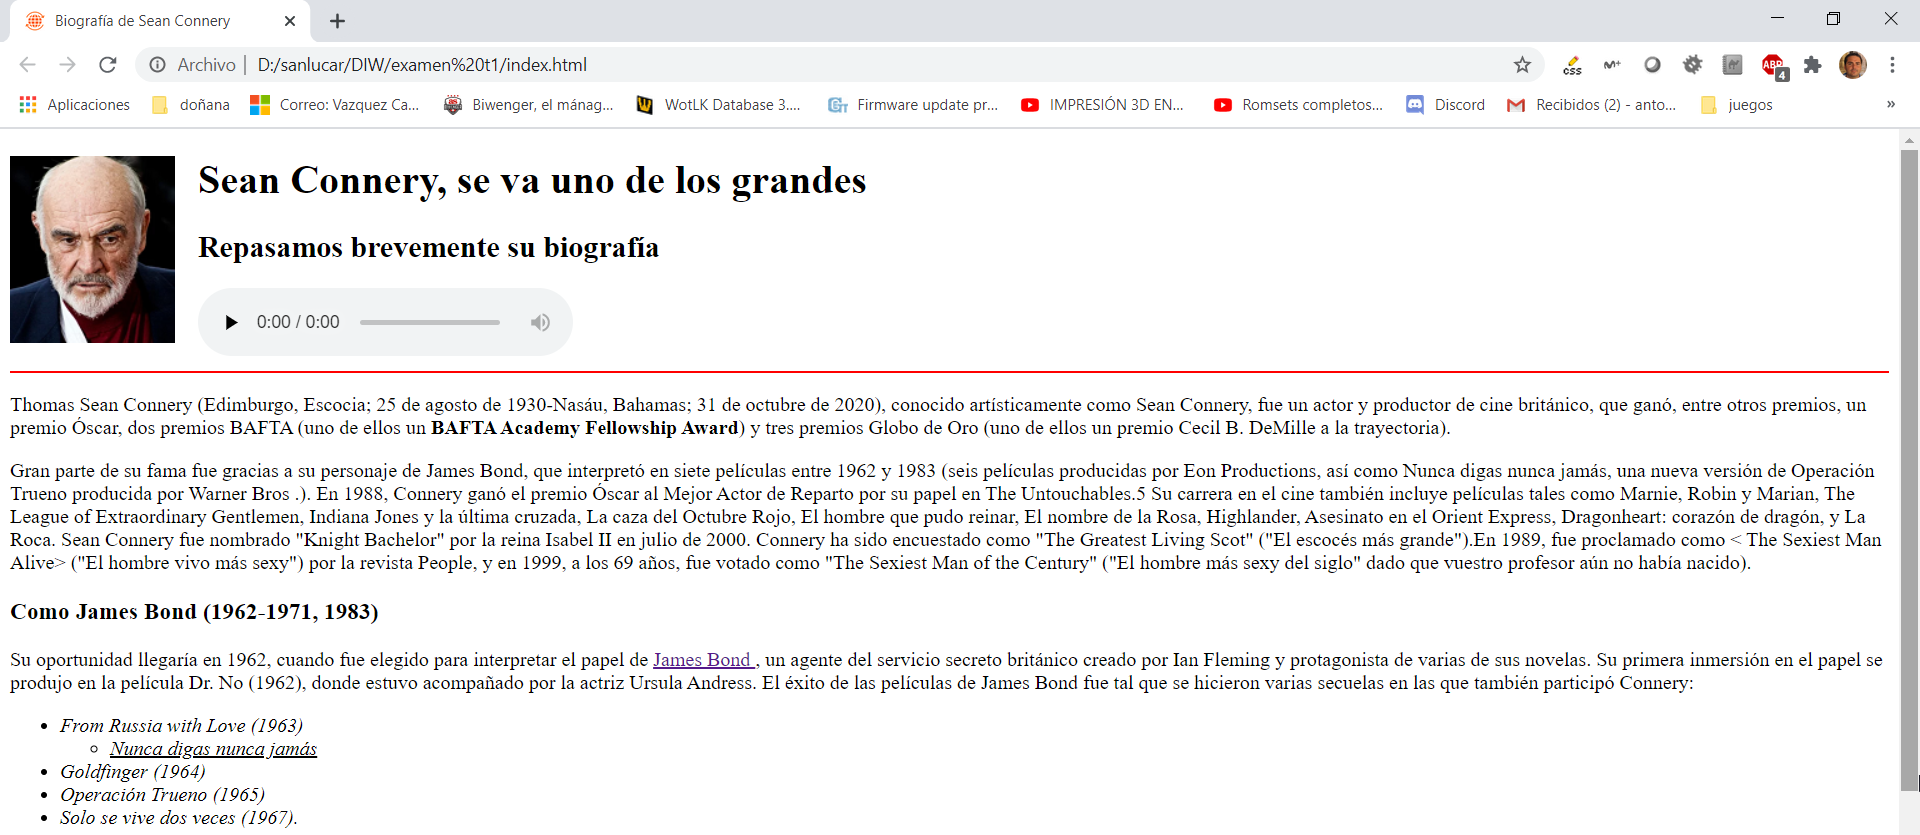 Biografía de Sean Connery
Archivo | D:/sanlucar/DIW/examen%20t1/index.html
css M+ ABP 4
Aplicaciones doñana Correo: Vazquez Ca... Biwenger, el mánag... WotLK Database 3.... Firmware update pr... IMPRESIÓN 3D EN... Romsets completos... Discord Recibidos (2) - anto... juegos »
Sean Connery, se va uno de los grandes
Repasamos brevemente su biografía
0:00 / 0:00
Thomas Sean Connery (Edimburgo, Escocia; 25 de agosto de 1930-Nasáu, Bahamas; 31 de octubre de 2020), conocido artísticamente como Sean Connery, fue un actor y productor de cine británico, que ganó, entre otros premios, un
premio Óscar, dos premios BAFTA (uno de ellos un BAFTA Academy Fellowship Award) y tres premios Globo de Oro (uno de ellos un premio Cecil B. DeMille a la trayectoria).
Gran parte de su fama fue gracias a su personaje de James Bond, que interpretó en siete películas entre 1962 y 1983 (seis películas producidas por Eon Productions, así como Nunca digas nunca jamás, una nueva versión de Operación
Trueno producida por Warner Bros .). En 1988, Connery ganó el premio Óscar al Mejor Actor de Reparto por su papel en The Untouchables.5 Su carrera en el cine también incluye películas tales como Marnie, Robin y Marian, The
League of Extraordinary Gentlemen, Indiana Jones y la última cruzada, La caza del Octubre Rojo, El hombre que pudo reinar, El nombre de la Rosa, Highlander, Asesinato en el Orient Express, Dragonheart: corazón de dragón, y La
Roca. Sean Connery fue nombrado "Knight Bachelor" por la reina Isabel II en julio de 2000. Connery ha sido encuestado como "The Greatest Living Scot" ("El escocés más grande").En 1989, fue proclamado como < The Sexiest Man
Alive> ("El hombre vivo más sexy") por la revista People, y en 1999, a los 69 años, fue votado como "The Sexiest Man of the Century" ("El hombre más sexy del siglo" dado que vuestro profesor aún no había nacido).
Como James Bond (1962-1971, 1983)
Su oportunidad llegaría en 1962, cuando fue elegido para interpretar el papel de James Bond , un agente del servicio secreto británico creado por Ian Fleming y protagonista de varias de sus novelas. Su primera inmersión en el papel se
produjo en la película Dr. No (1962), donde estuvo acompañado por la actriz Ursula Andress. El éxito de las películas de James Bond fue tal que se hicieron varias secuelas en las que también participó Connery:
From Russia with Love (1963)
Nunca digas nunca jamás
Goldfinger (1964)
Operación Trueno (1965)
Solo se vive dos veces (1967).